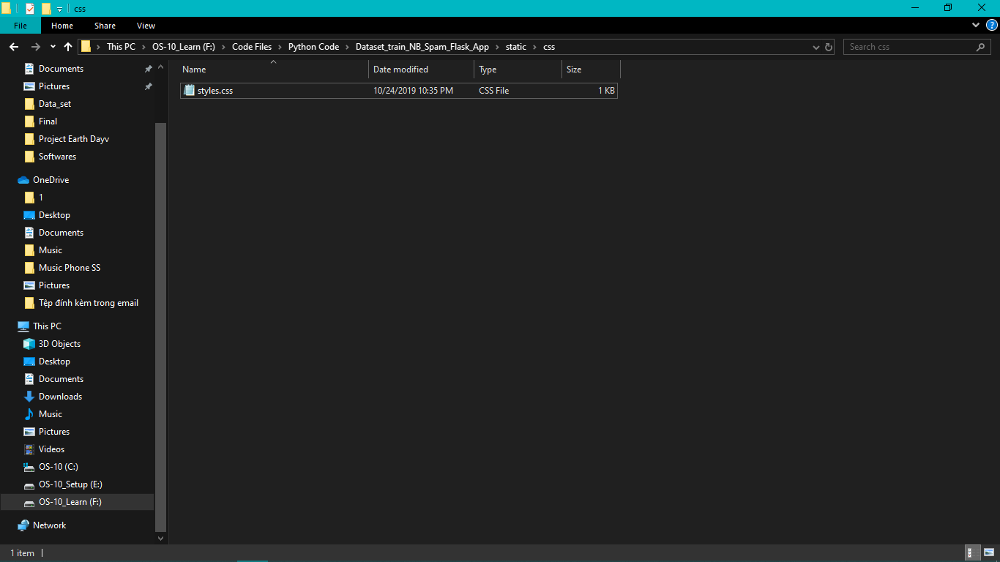 css
File Home Share View
This PC OS-10_Learn (F:) Code Files Python Code Dataset_train_NB_Spam_Flask_App static css
Search css
Documents
Pictures
Data_set
Final
Project Earth Dayv
Softwares
OneDrive
1
Desktop
Documents
Music
Music Phone SS
Pictures
Tệp đính kèm trong email
This PC
3D Objects
Desktop
Documents
Downloads
Music
Pictures
Videos
OS-10 (C:)
OS-10_Setup (E:)
OS-10_Learn (F:)
Network
Name Date modified Type Size
styles.css 10/24/2019 10:35 PM CSS File 1 KB
1 item